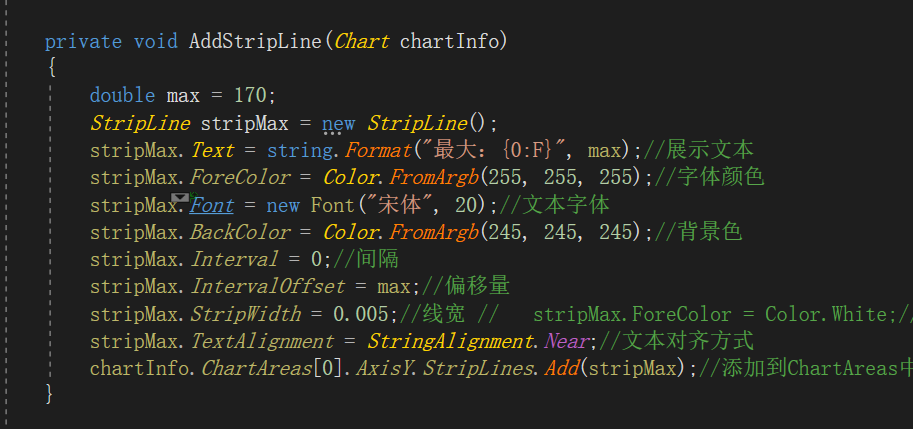 private void AddStripLine(Chart chartInfo)
{
double max = 170;
StripLine stripMax = new StripLine();
stripMax.Text = string.Format("最大：{0:F}", max);//展示文本
stripMax.ForeColor = Color.FromArgb(255, 255, 255);//字体颜色
stripMax.Font = new Font("宋体", 20);//文本字体
stripMax.BackColor = Color.FromArgb(245, 245, 245);//背景色
stripMax.Interval = 0;//间隔
stripMax.IntervalOffset = max;//偏移量
stripMax.StripWidth = 0.005;//线宽 //   stripMax.ForeColor = Color.White;/
stripMax.TextAlignment = StringAlignment.Near;//文本对齐方式
chartInfo.ChartAreas[0].AxisY.StripLines.Add(stripMax);//添加到ChartAreas中
}